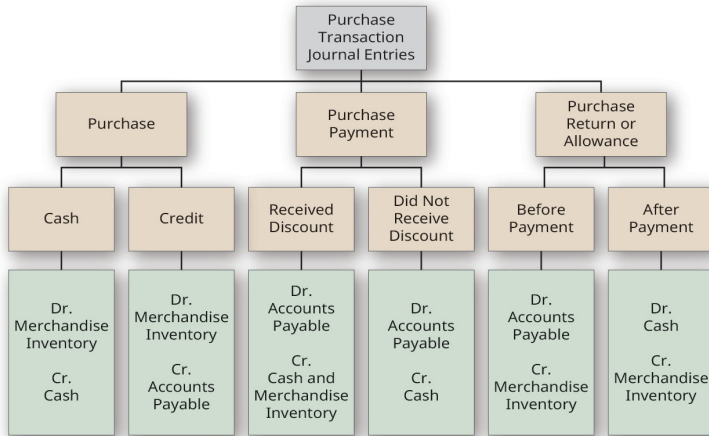 Purchase
Transaction
Journal Entries
Purchase
Purchase
Payment
Purchase
Return or
Allowance
Cash
Credit
Received
Discount
Did Not
Receive
Discount
Before
Payment
After
Payment
Dr.
Merchandise
Inventory
Cr.
Cash
Dr.
Merchandise
Inventory
Cr.
Accounts
Payable
Dr.
Accounts
Payable
Cr.
Cash and
Merchandise
Inventory
Dr.
Accounts
Payable
Cr.
Cash
Dr.
Accounts
Payable
Cr.
Merchandise
Inventory
Dr.
Cash
Cr.
Merchandise
Inventory